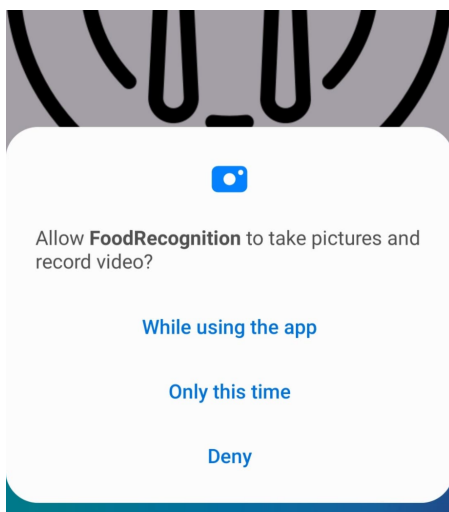 Allow FoodRecognition to take pictures and
record video?
While using the app
Only this time
Deny